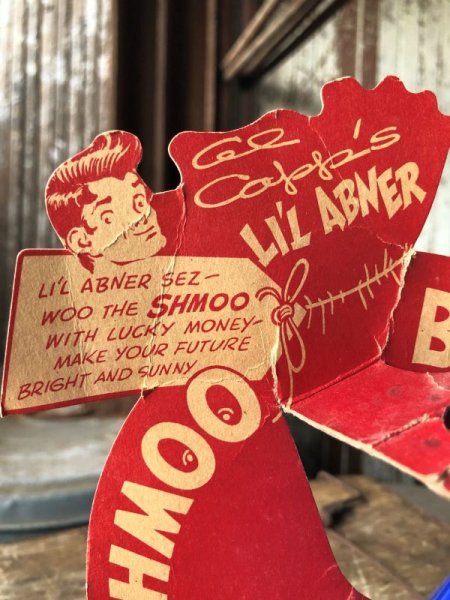 Al
Capp's
LI'L ABNER
LI'L ABNER SEZ—
WOO THE SHMOO
WITH LUCKY MONEY—
MAKE YOUR FUTURE
BRIGHT AND SUNNY
B
HMOO